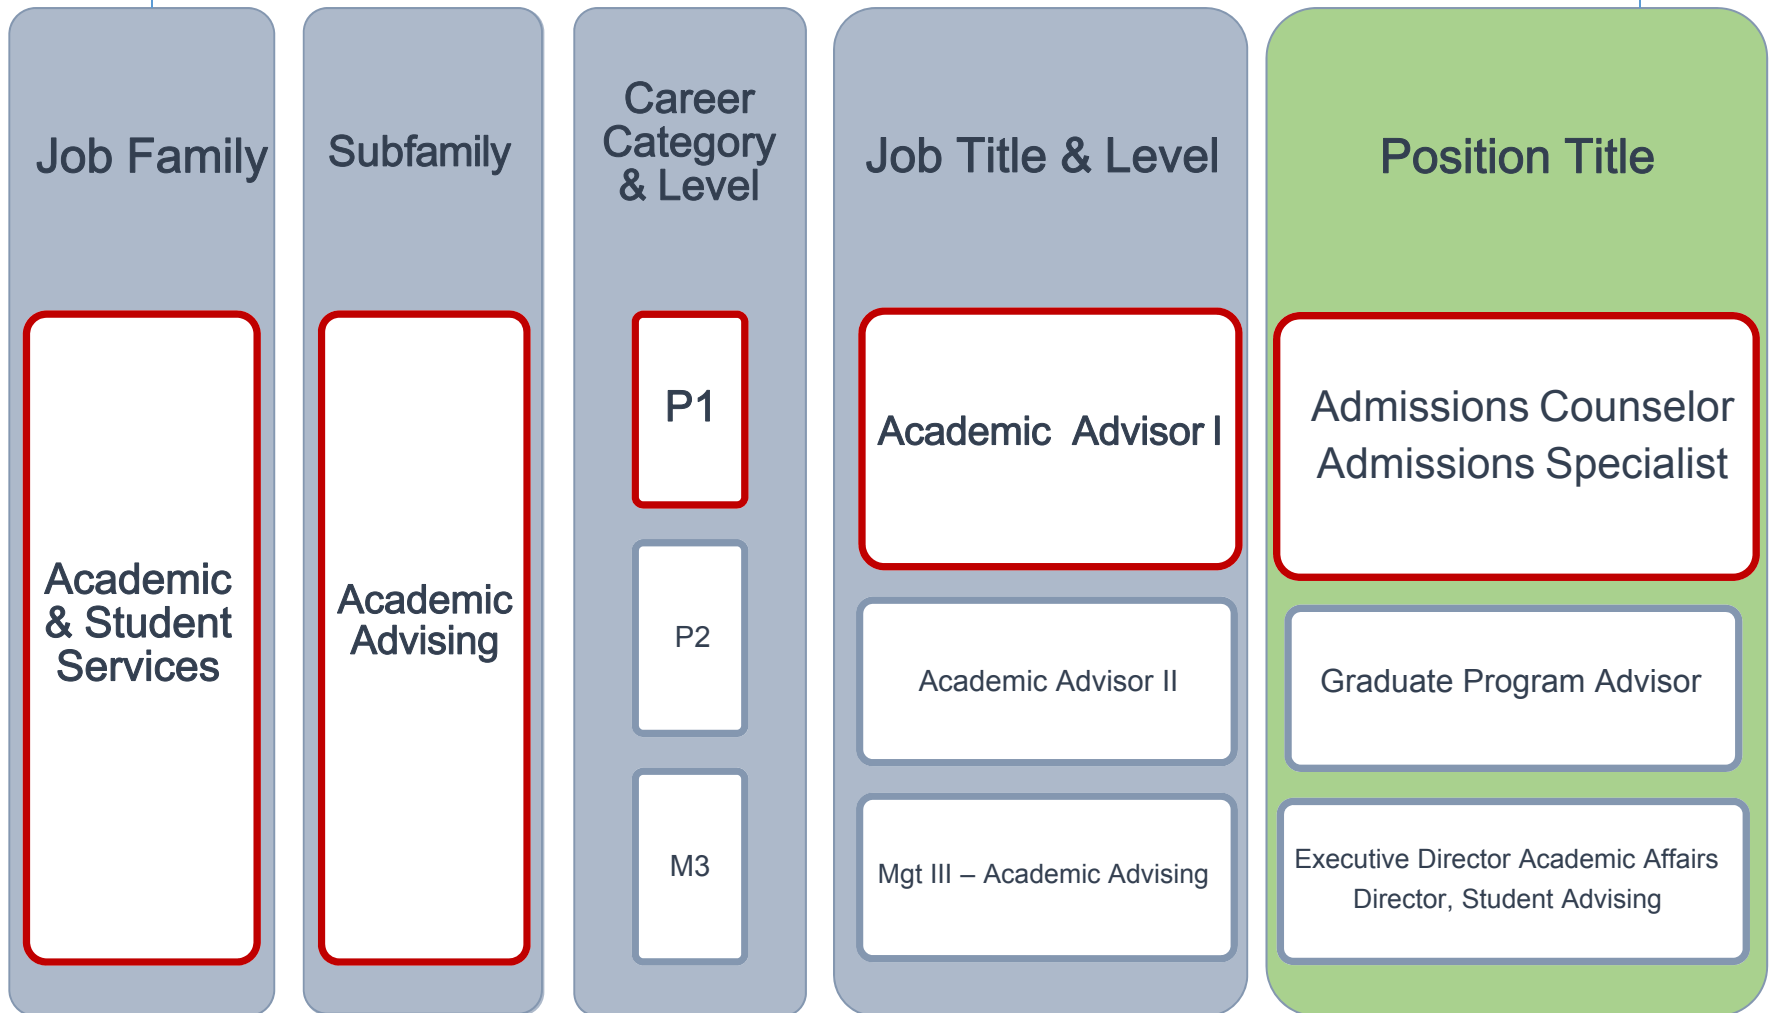 Job Family
Subfamily
Career
Category
& Level
Job Title & Level
Position Title
Academic
& Student
Services
Academic
Advising
P1
Academic Advisor I
Admissions Counselor
Admissions Specialist
P2
Academic Advisor II
Graduate Program Advisor
M3
Mgt III – Academic Advising
Executive Director Academic Affairs
Director, Student Advising